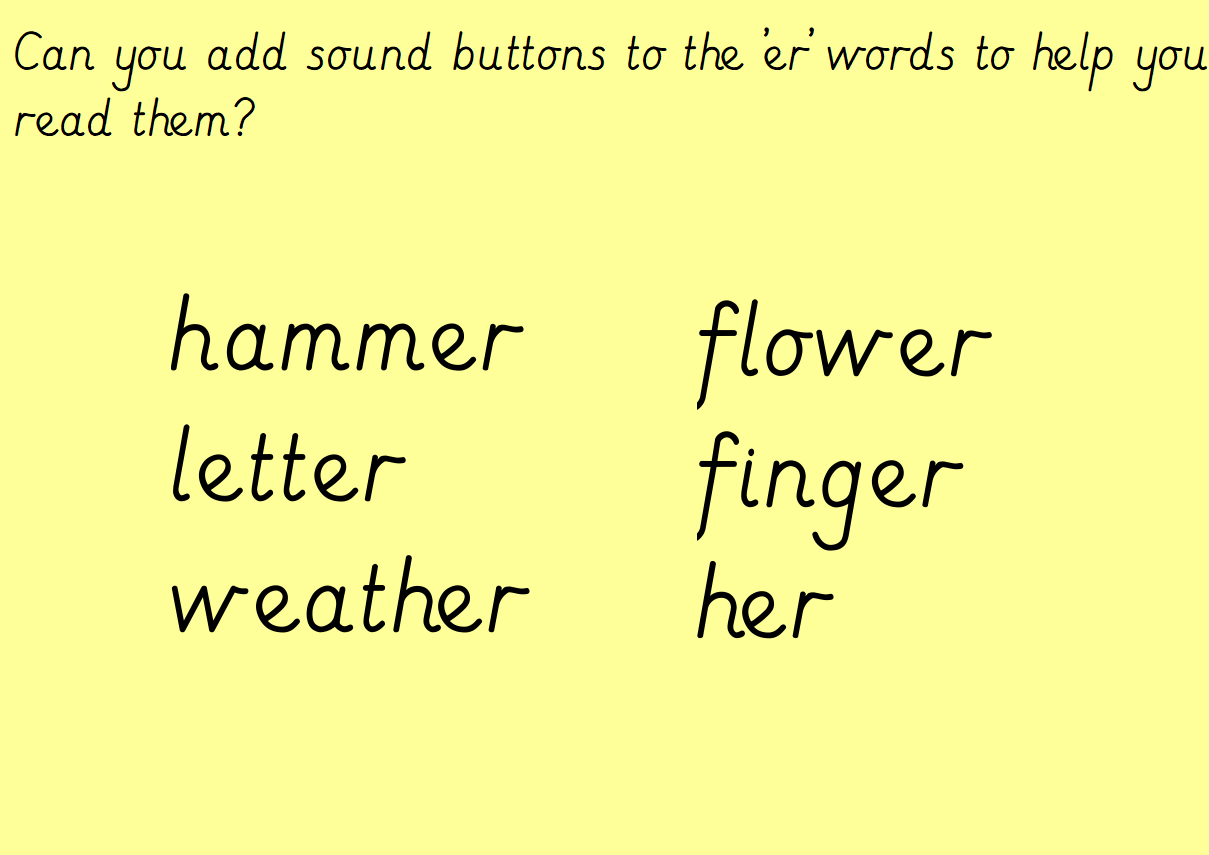 Can you add sound buttons to the 'er' words to help you
read them?
hammer
letter
weather
flower
finger
her